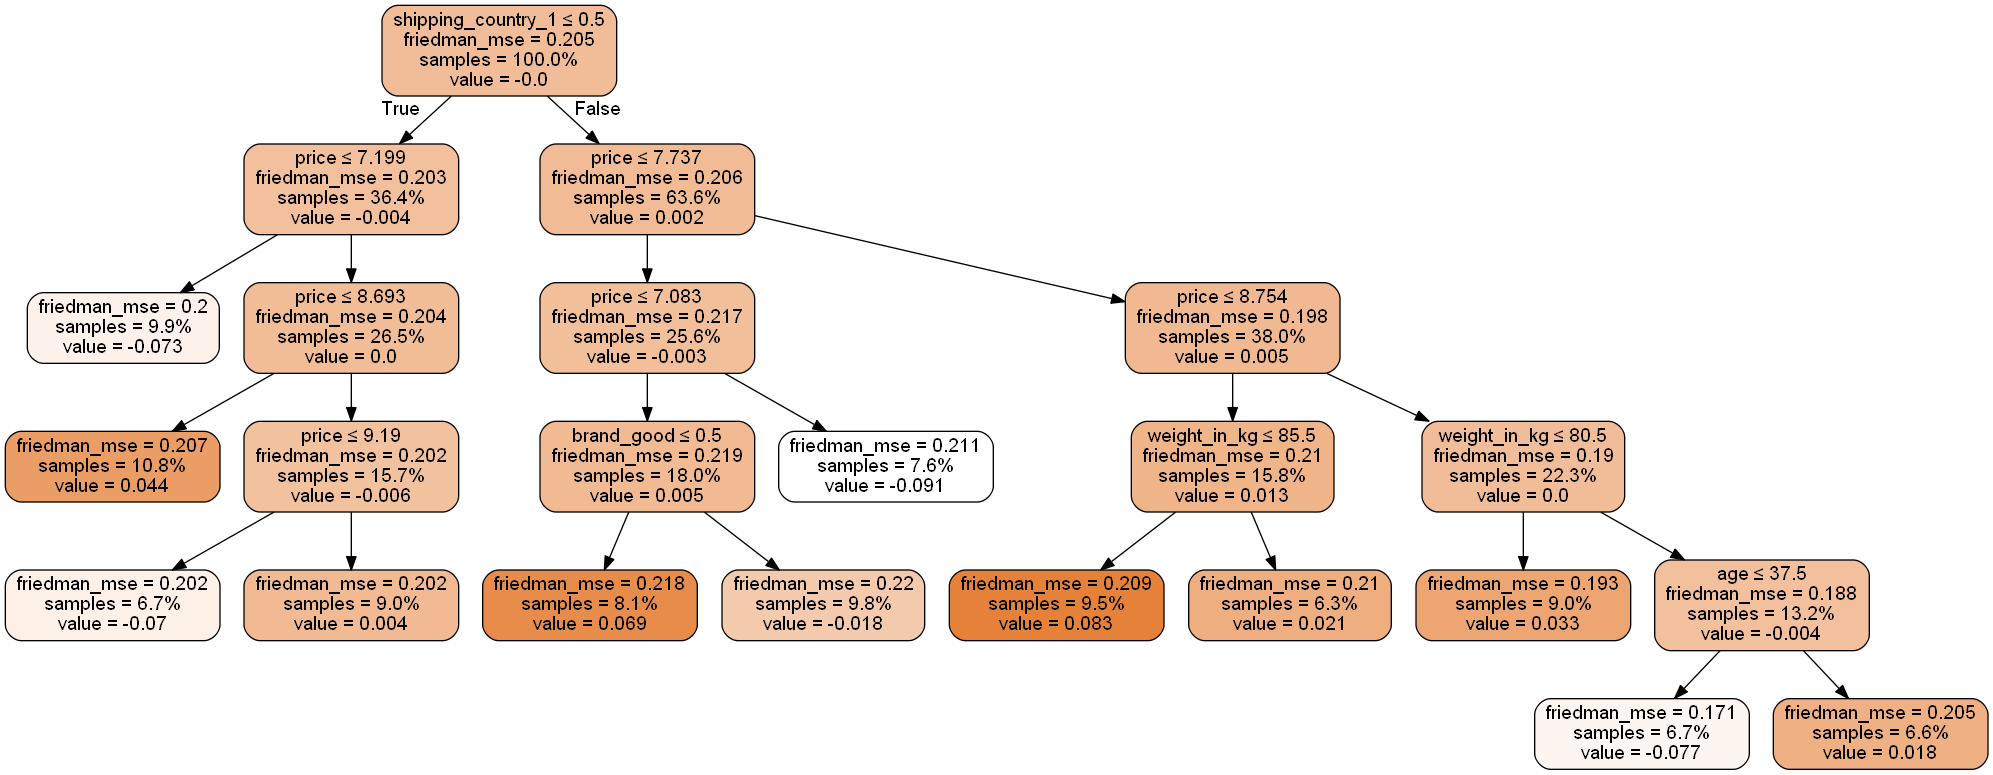 shipping_country_1 ≤ 0.5
friedman_mse = 0.205
samples = 100.0%
value = -0.0
True
False
price ≤ 7.199
friedman_mse = 0.203
samples = 36.4%
value = -0.004
price ≤ 7.737
friedman_mse = 0.206
samples = 63.6%
value = 0.002
friedman_mse = 0.2
samples = 9.9%
value = -0.073
price ≤ 8.693
friedman_mse = 0.204
samples = 26.5%
value = 0.0
price ≤ 7.083
friedman_mse = 0.217
samples = 25.6%
value = -0.003
price ≤ 8.754
friedman_mse = 0.198
samples = 38.0%
value = 0.005
friedman_mse = 0.207
samples = 10.8%
value = 0.044
price ≤ 9.19
friedman_mse = 0.202
samples = 15.7%
value = -0.006
brand_good ≤ 0.5
friedman_mse = 0.219
samples = 18.0%
value = 0.005
friedman_mse = 0.211
samples = 7.6%
value = -0.091
weight_in_kg ≤ 85.5
friedman_mse = 0.21
samples = 15.8%
value = 0.013
weight_in_kg ≤ 80.5
friedman_mse = 0.19
samples = 22.3%
value = 0.0
friedman_mse = 0.202
samples = 6.7%
value = -0.07
friedman_mse = 0.202
samples = 9.0%
value = 0.004
friedman_mse = 0.218
samples = 8.1%
value = 0.069
friedman_mse = 0.22
samples = 9.8%
value = -0.018
friedman_mse = 0.209
samples = 9.5%
value = 0.083
friedman_mse = 0.21
samples = 6.3%
value = 0.021
friedman_mse = 0.193
samples = 9.0%
value = 0.033
age ≤ 37.5
friedman_mse = 0.188
samples = 13.2%
value = -0.004
friedman_mse = 0.171
samples = 6.7%
value = -0.077
friedman_mse = 0.205
samples = 6.6%
value = 0.018